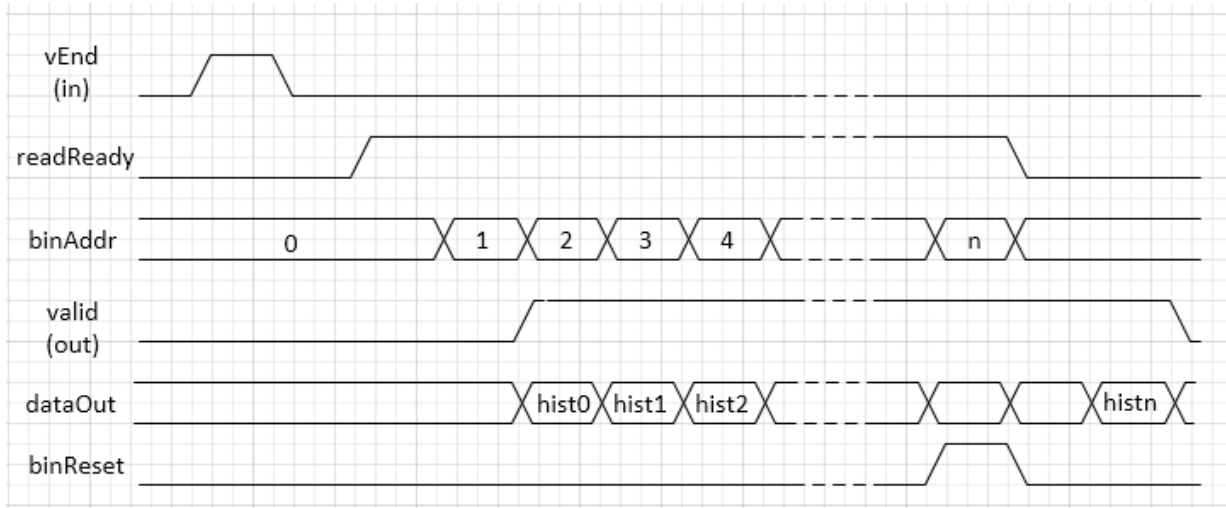 vEnd
(in)
readReady
binAddr
0
1
2
3
4
n
valid
(out)
dataOut
hist0
hist1
hist2
histn
binReset